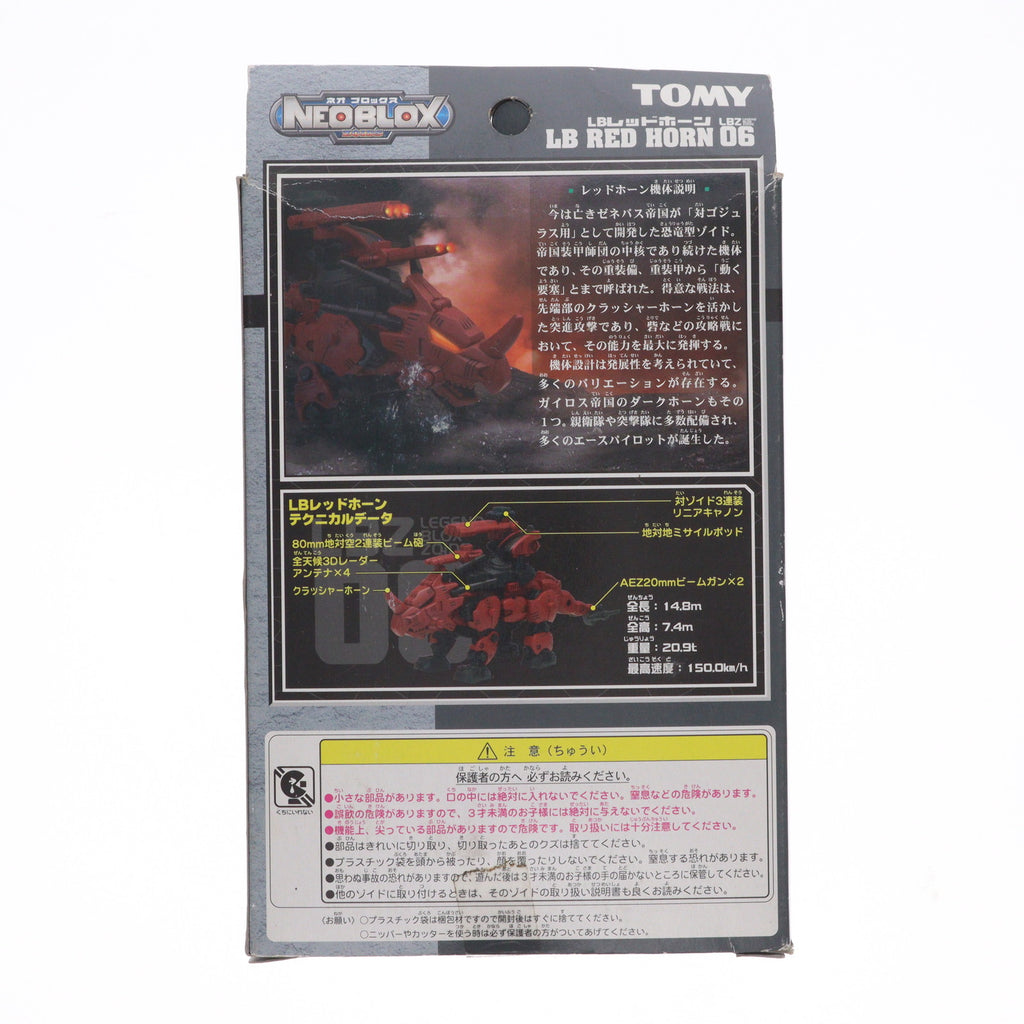 ネオ ブロックス
NEOBLOX
TOMY
LBレッドホーン LBZ
LB RED HORN 06
レッドホーン機体説明
今は亡きゼネバス帝国が「対ゴジュ
ラス用」として開発した恐竜型ゾイド。
帝国装甲師団の中核であり続けた機体
であり、その重装備、重装甲から「動く
要塞」とまで呼ばれた。得意な戦法は、
先端部のクラッシャーホーンを活かし
た突進攻撃であり、砦などの攻略戦に
おいて、その能力を最大に発揮する。
機体設計は発展性を考えられていて、
多くのバリエーションが存在する。
ガイロス帝国のダークホーンもその
1つ。親衛隊や突撃隊に多数配備され、
多くのエースパイロットが誕生した。
LBレッドホーン
テクニカルデータ
80mm地対空2連装ビーム砲
全天候3Dレーダー
アンテナ×4
クラッシャーホーン
対ゾイド3連装
リニアキャノン
地対地ミサイルポッド
AEZ20mmビームガン×2
全長:14.8m
全高:7.4m
重量:20.9t
最高速度:150.0km/h
注 意(ちゅうい)
保護者の方へ 必ずお読みください。
くちにいれない
●小さな部品があります。口の中には絶対に入れないでください。窒息などの危険があります。
●誤飲の危険がありますので、3才未満のお子様には絶対に与えないでください。
●機能上、尖っている部品がありますので危険です。取り扱いには十分注意してください。
●部品はきれいに切り取り、切り取ったあとのクズは捨ててください。
●プラスチック袋を頭から被ったり、顔を覆ったりしないでください。窒息する恐れがあります。
●思わぬ事故の恐れがありますので、遊んだ後は3才未満のお子様の手の届かないところに保管してください。
●他のゾイドに取り付けるときは、そのゾイドの取り扱い説明書も良くお読みください。
(お願い) ○プラスチック袋は梱包材ですので開封後はすぐに捨ててください。
○ニッパーやカッターを使う時は必ず保護者の方がついてあげてください。